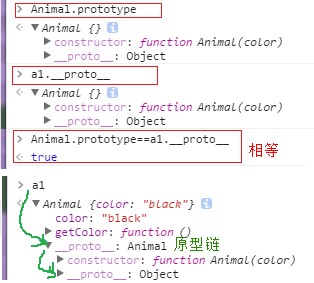 > Animal.prototype
< ▼Animal {}
▶constructor: function Animal(color)
▶__proto__: Object
> a1.__proto__
< ▼Animal {}
▶constructor: function Animal(color)
▶__proto__: Object
> Animal.prototype==a1.__proto__
相等
< true
> a1
< ▼Animal {color: "black"}
color: "black"
▶getColor: function ()
▼__proto__: Animal 原型链
▶constructor: function Animal(color)
▶__proto__: Object